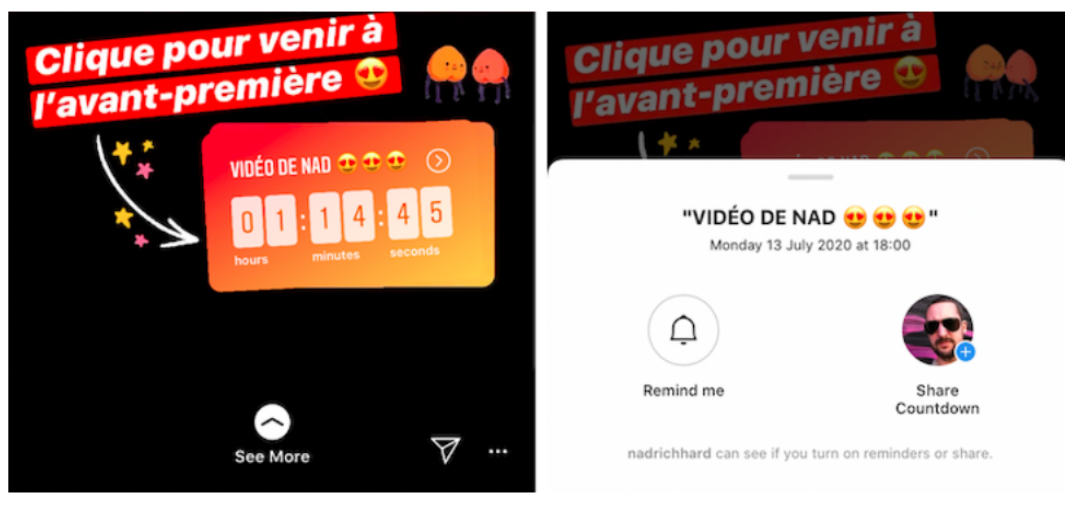 Clique pour venir à
l'avant-première 😍
VIDÉO DE NAD 😍😍😍
01:14:45
hours minutes seconds
See More
Clique pour venir à
l'avant-première 😍
"VIDÉO DE NAD 😍😍😍"
Monday 13 July 2020 at 18:00
Remind me
Share
Countdown
nadrichhard can see if you turn on reminders or share.